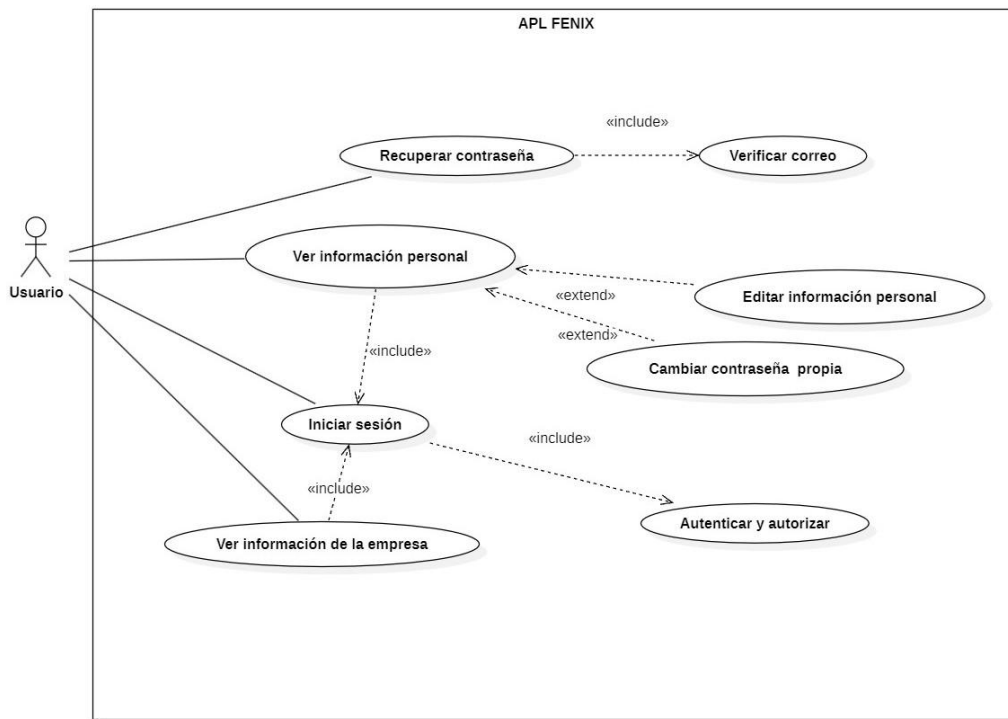 APL FENIX
«include»
Recuperar contraseña
Verificar correo
Ver información personal
Usuario
«extend»
Editar información personal
«extend»
«include»
Cambiar contraseña propia
Iniciar sesión
«include»
«include»
Autenticar y autorizar
Ver información de la empresa